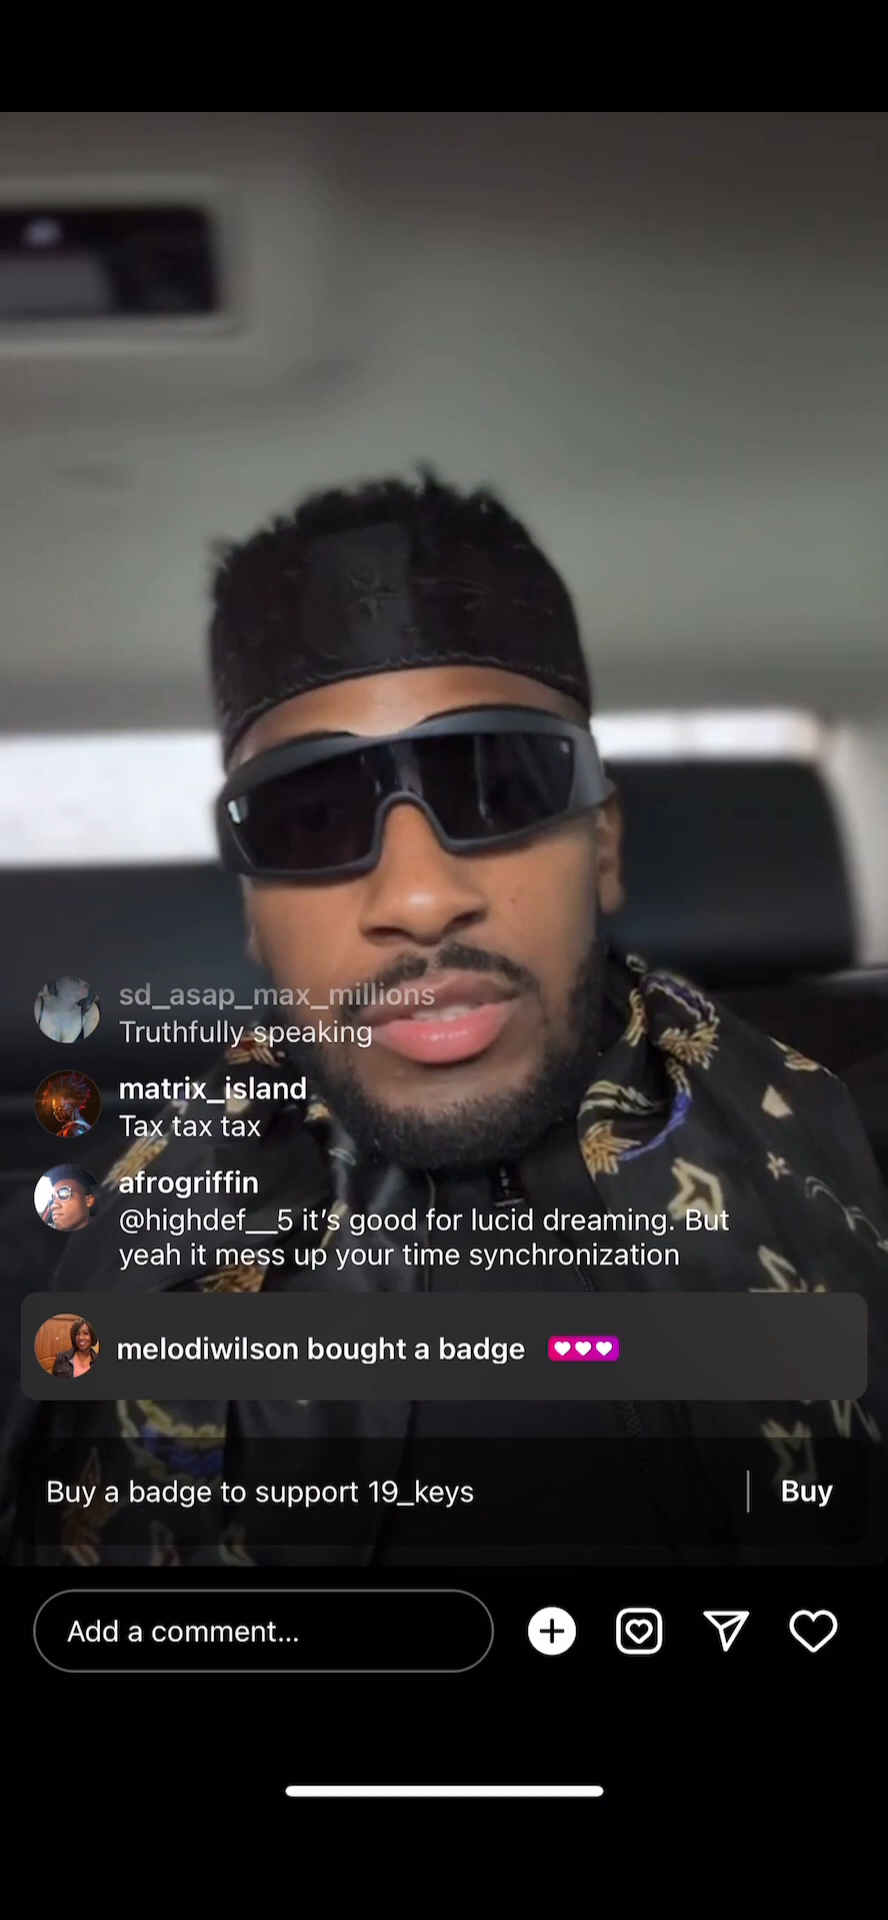 sd_asap_max_millions
Truthfully speaking
matrix_island
Tax tax tax
afrogriffin
@highdef__5 it’s good for lucid dreaming. But
yeah it mess up your time synchronization
melodiwilson bought a badge
Buy a badge to support 19_keys
Buy
Add a comment...